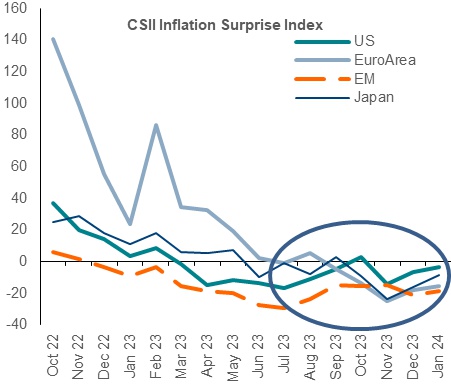 CSII Inflation Surprise Index
US
EuroArea
EM
Japan
160
140
120
100
80
60
40
20
0
-20
-40
Oct 22
Nov 22
Dec 22
Jan 23
Feb 23
Mar 23
Apr 23
May 23
Jun 23
Jul 23
Aug 23
Sep 23
Oct 23
Nov 23
Dec 23
Jan 24